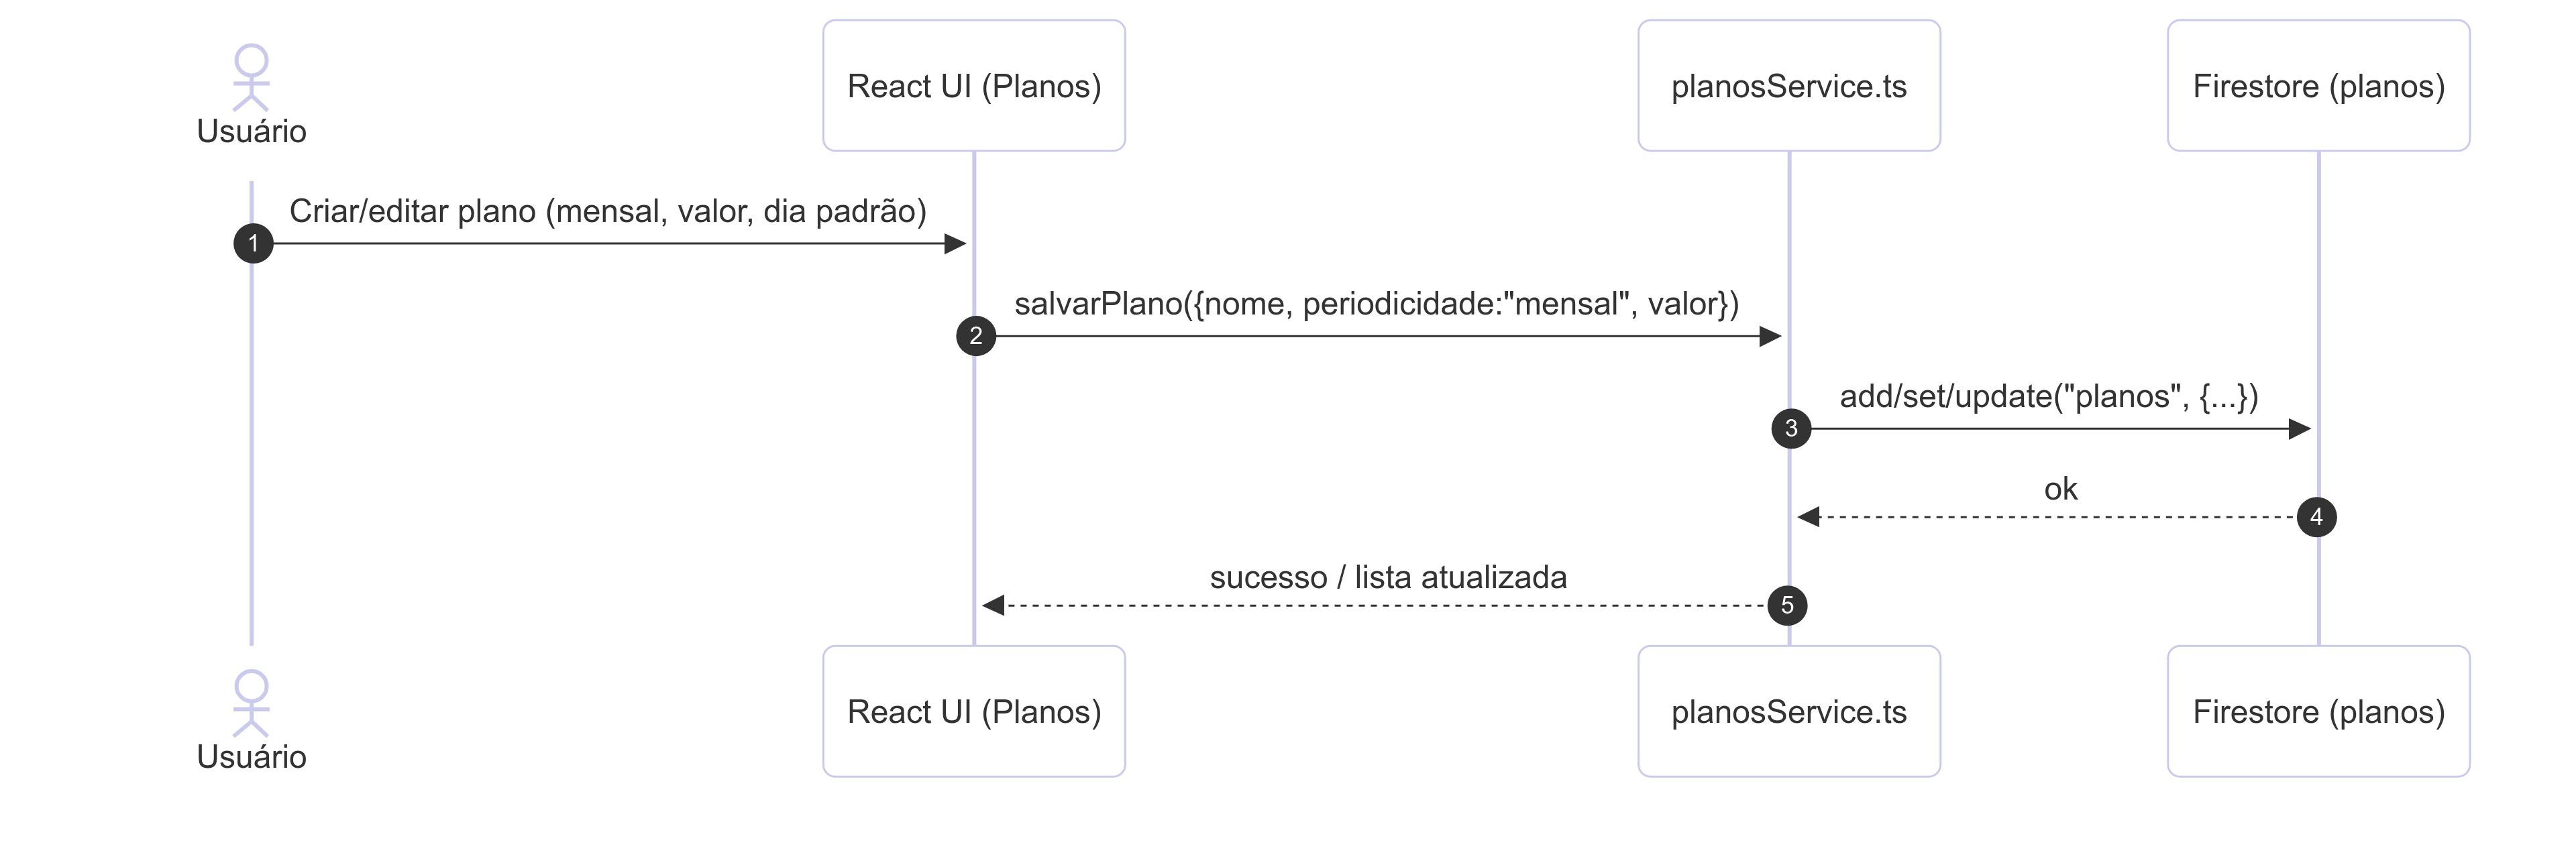 Usuário
React UI (Planos)
planosService.ts
Firestore (planos)
Criar/editar plano (mensal, valor, dia padrão)
1
salvarPlano({nome, periodicidade:"mensal", valor})
2
add/set/update("planos", {...})
3
ok
4
sucesso / lista atualizada
5
Usuário
React UI (Planos)
planosService.ts
Firestore (planos)